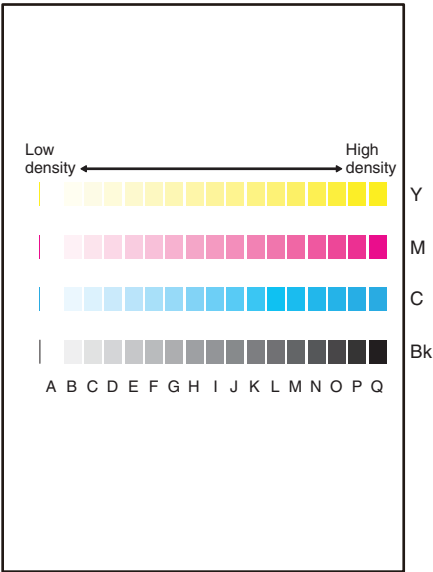 Low density
High density
Y
M
C
Bk
A B C D E F G H I J K L M N O P Q